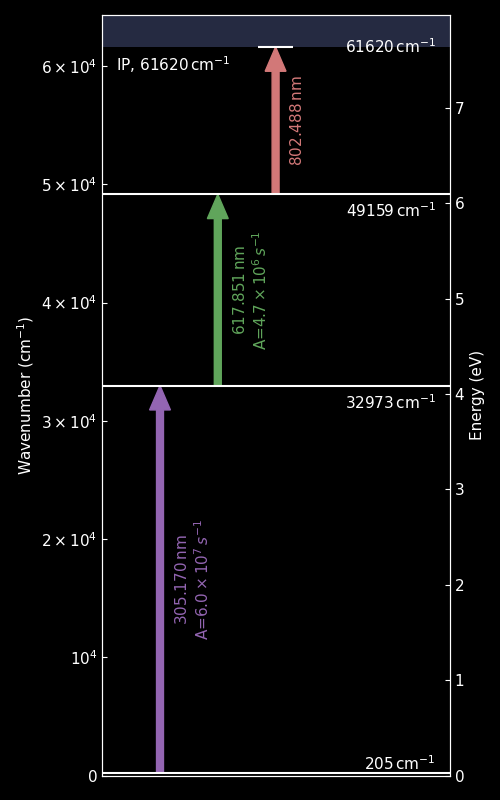 61620 cm⁻¹
IP, 61620 cm⁻¹
6 × 10⁴
7
802.488 nm
5 × 10⁴
49159 cm⁻¹
6
617.851 nm
A=4.7 × 10⁶ s⁻¹
5
4 × 10⁴
32973 cm⁻¹
4
Wavenumber (cm⁻¹)
Energy (eV)
3 × 10⁴
3
305.170 nm
A=6.0 × 10⁷ s⁻¹
2 × 10⁴
2
10⁴
1
205 cm⁻¹
0
0